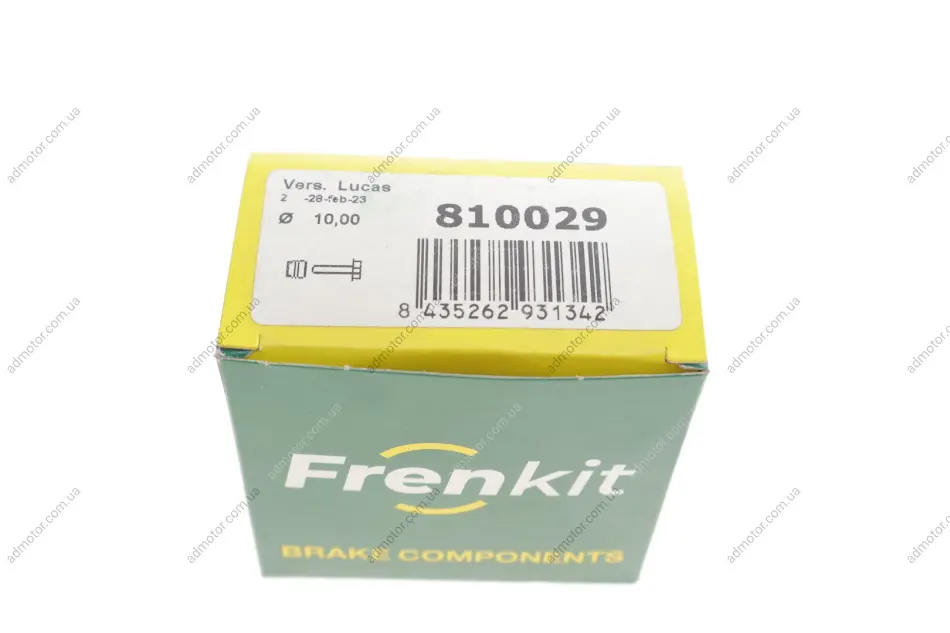 Vers. Lucas
2 -28-feb-23
Ø 10,00
810029
8 435262 931342
Frenkit
BRAKE COMPONENTS
admotor.com.ua